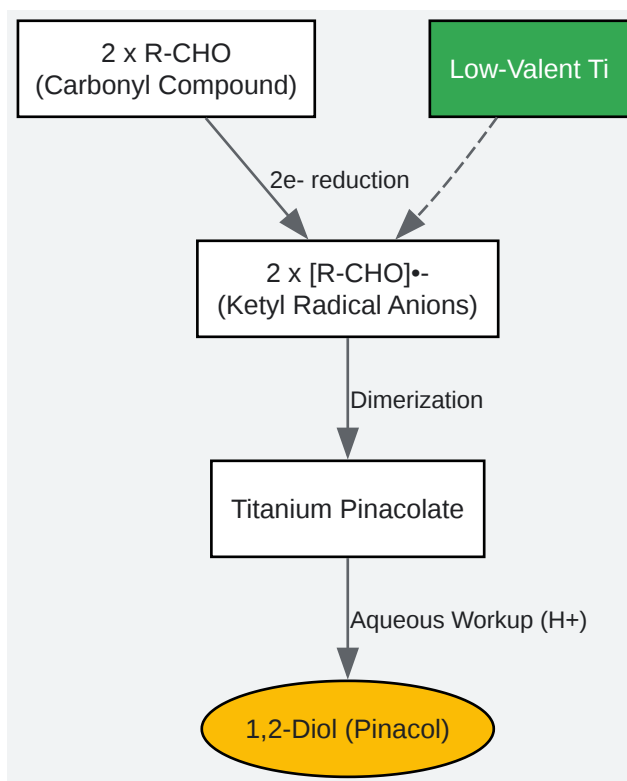 2 x R-CHO
(Carbonyl Compound)
Low-Valent Ti
2e- reduction
2 x [R-CHO]•-
(Ketyl Radical Anions)
Dimerization
Titanium Pinacolate
Aqueous Workup (H+)
1,2-Diol (Pinacol)